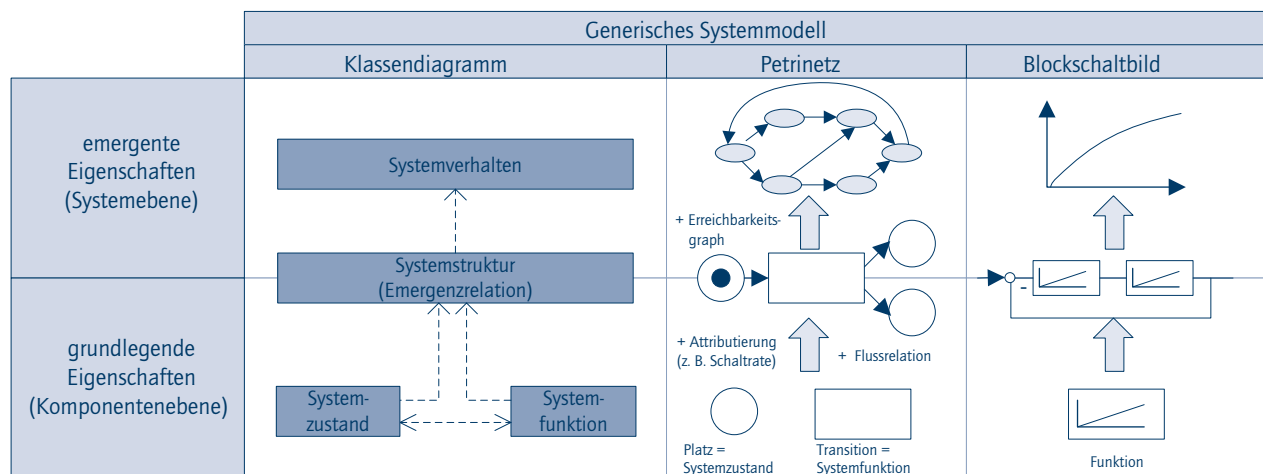 Generisches Systemmodell
Klassendiagramm
Petrinetz
Blockschaltbild
emergente
Eigenschaften
(Systemebene)
Systemverhalten
+ Erreichbarkeits-
graph
Systemstruktur
(Emergenzrelation)
-
grundlegende
Eigenschaften
(Komponentenebene)
+ Attributierung
(z. B. Schaltrate)
+ Flussrelation
System-
zustand
System-
funktion
Platz =
Systemzustand
Transition =
Systemfunktion
Funktion